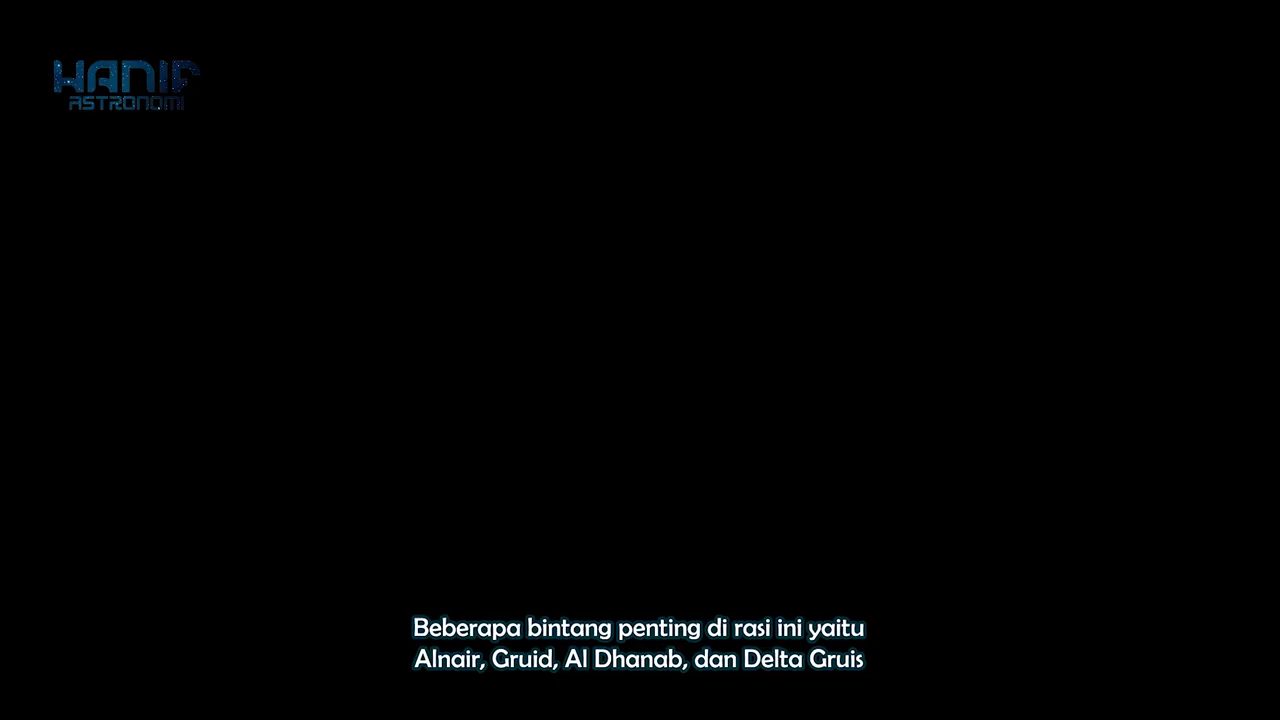 HANIF
ASTRONOMI
Beberapa bintang penting di rasi ini yaitu
Alnair, Gruid, Al Dhanab, dan Delta Gruis